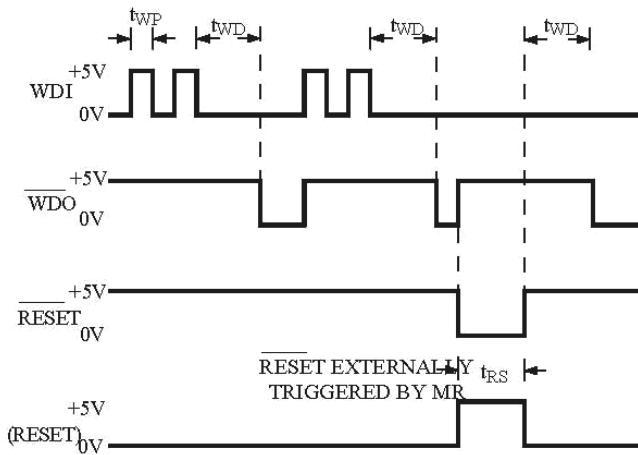 tWP tWD tWD tWD
+5V
WDI
0V
+5V
WDO
0V
+5V
RESET
0V
RESET EXTERNALLY tRS
TRIGGERED BY MR
+5V
(RESET)
0V